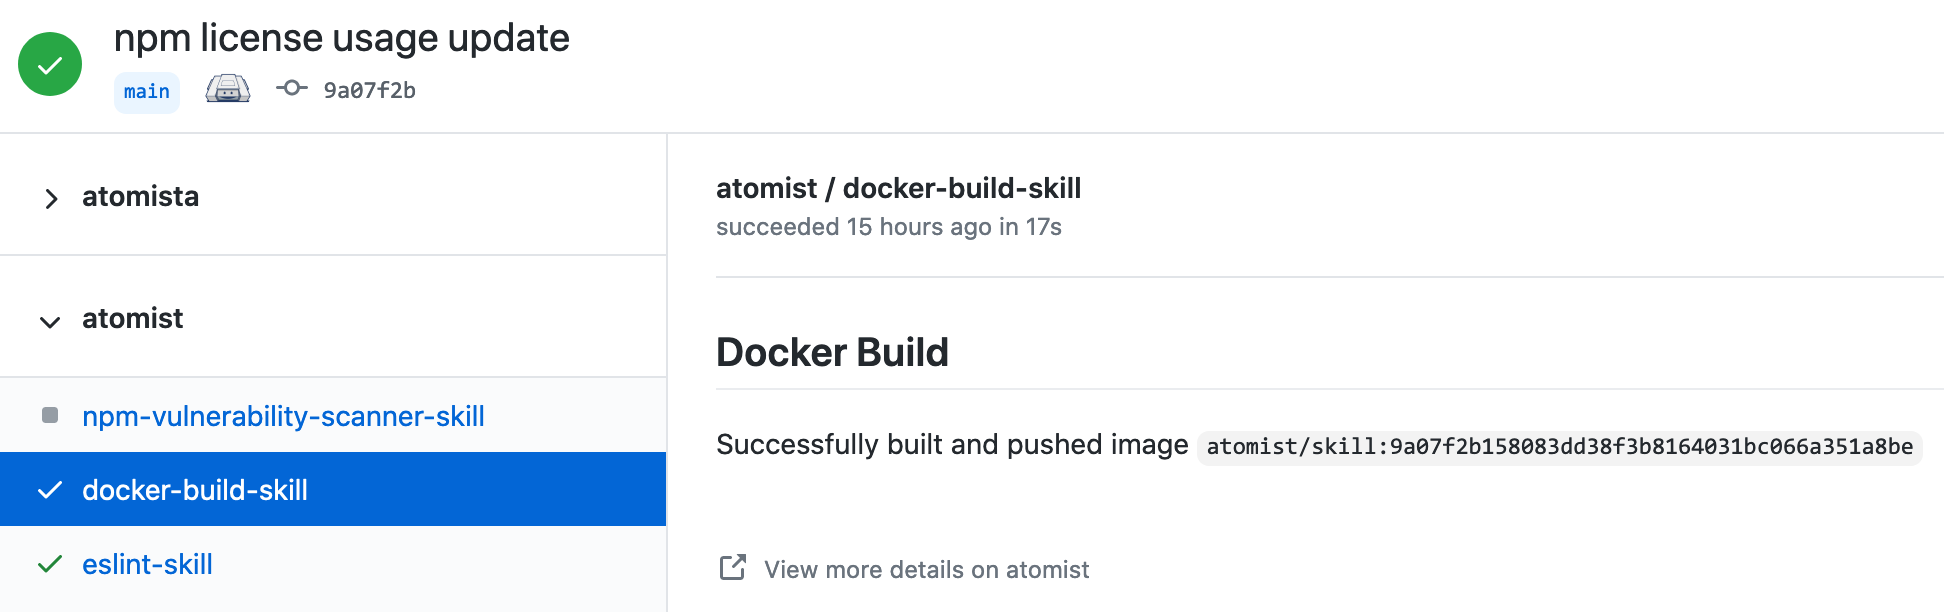 npm license usage update
main 9a07f2b
atomista
atomist
npm-vulnerability-scanner-skill
docker-build-skill
eslint-skill
atomist / docker-build-skill
succeeded 15 hours ago in 17s
Docker Build
Successfully built and pushed image atomist/skill:9a07f2b158083dd38f3b8164031bc066a351a8be
View more details on atomist